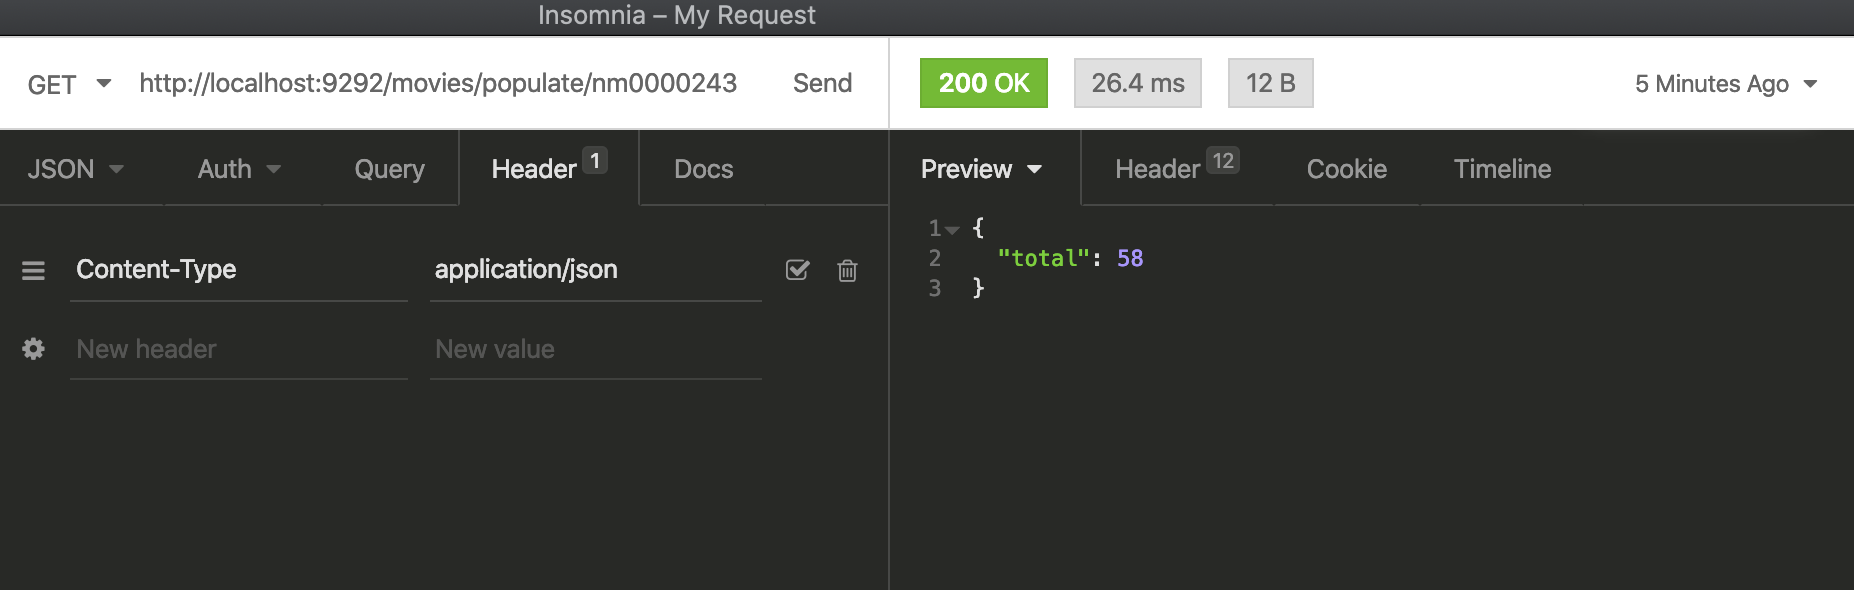 Insomnia – My Request
GET http://localhost:9292/movies/populate/nm0000243 Send
200 OK 26.4 ms 12 B 5 Minutes Ago
JSON Auth Query Header 1 Docs
Preview Header 12 Cookie Timeline
Content-Type application/json
New header New value
1 {
2 "total": 58
3 }